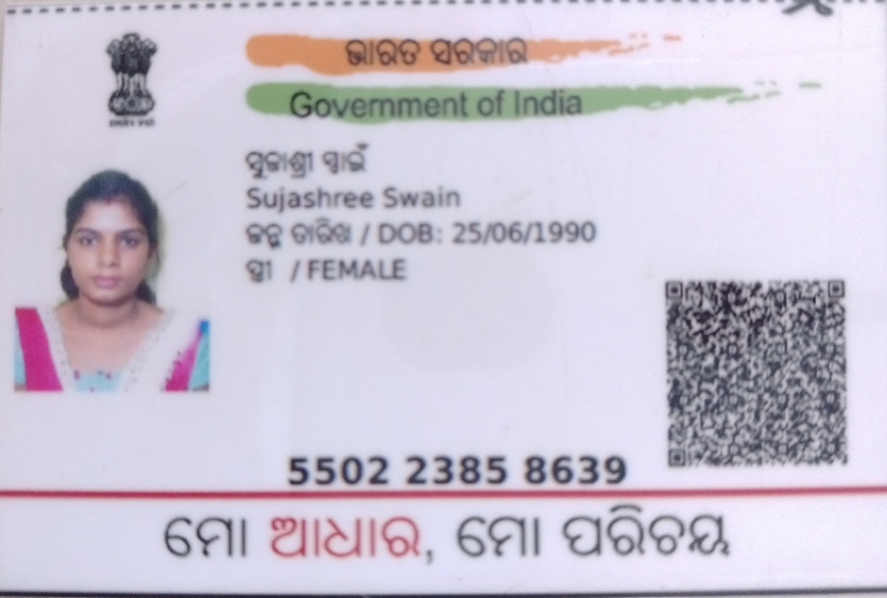 ଭାରତ ସରକାର
Government of India
ସୁଜାଶ୍ରୀ ସ୍ୱାଇଁ
Sujashree Swain
ଜନ୍ମ ତାରିଖ / DOB: 25/06/1990
ସ୍ତ୍ରୀ / FEMALE
5502 2385 8639
ମୋ ଆଧାର, ମୋ ପରିଚୟ